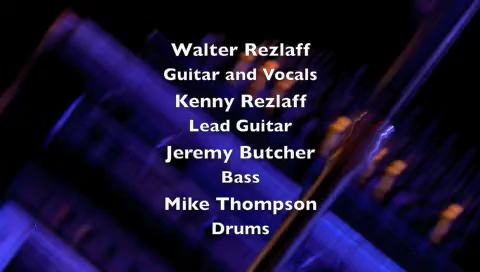 Walter Rezlaff
Guitar and Vocals
Kenny Rezlaff
Lead Guitar
Jeremy Butcher
Bass
Mike Thompson
Drums